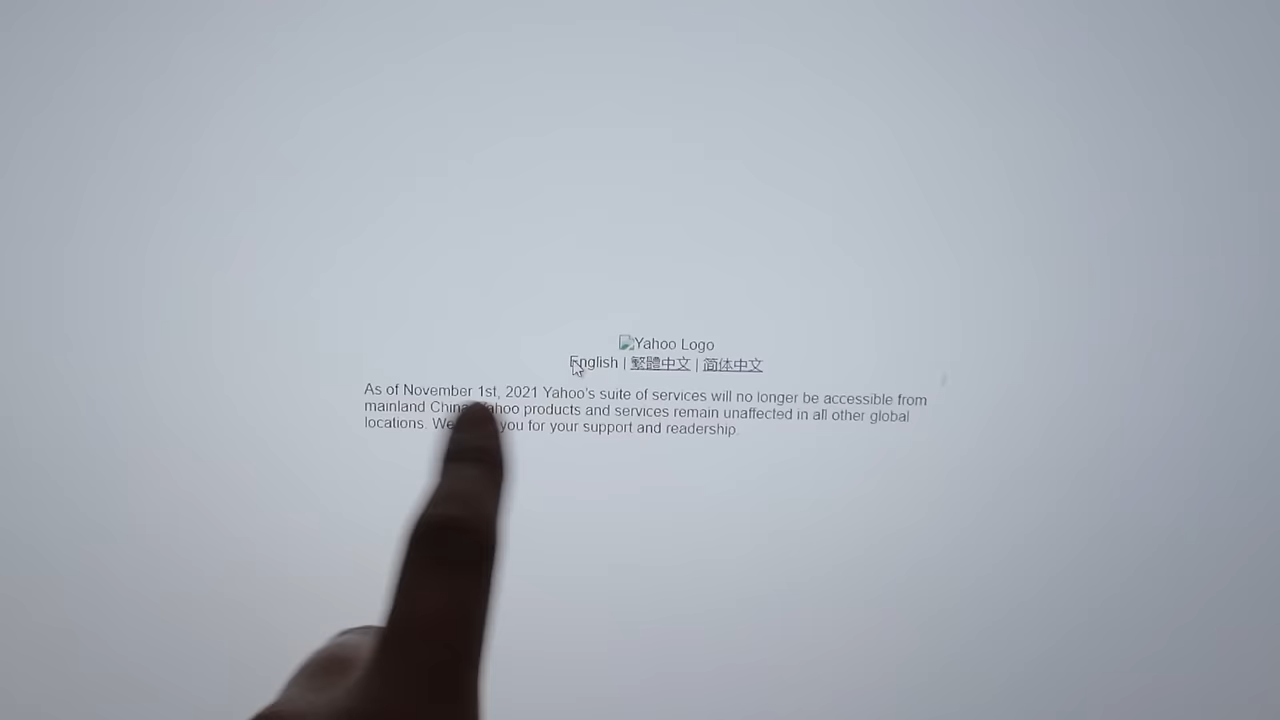 Yahoo Logo
English | 繁體中文 | 简体中文
As of November 1st, 2021 Yahoo's suite of services will no longer be accessible from
mainland products and services remain unaffected in all other global
locations. We you for your support and readership.